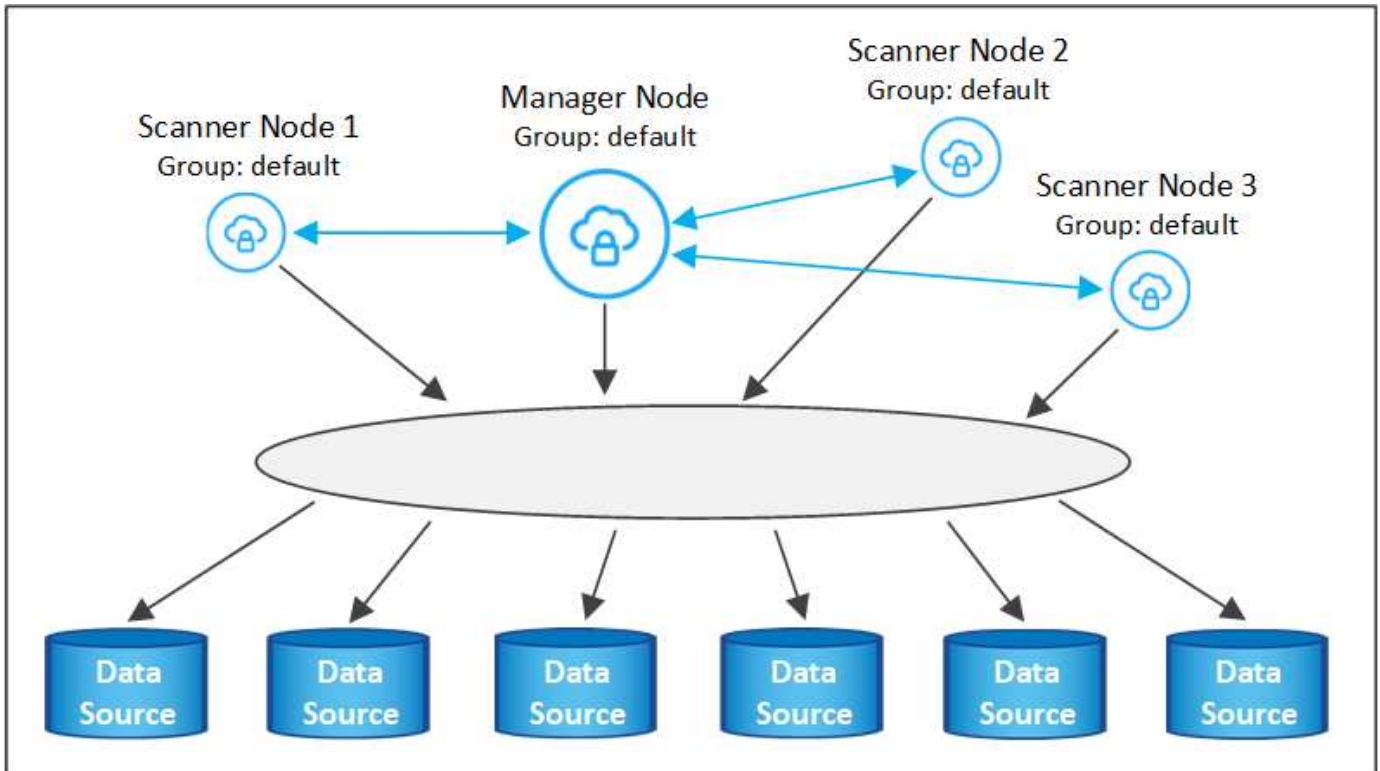 Scanner Node 1
Group: default
Manager Node
Group: default
Scanner Node 2
Group: default
Scanner Node 3
Group: default
Data
Source
Data
Source
Data
Source
Data
Source
Data
Source
Data
Source